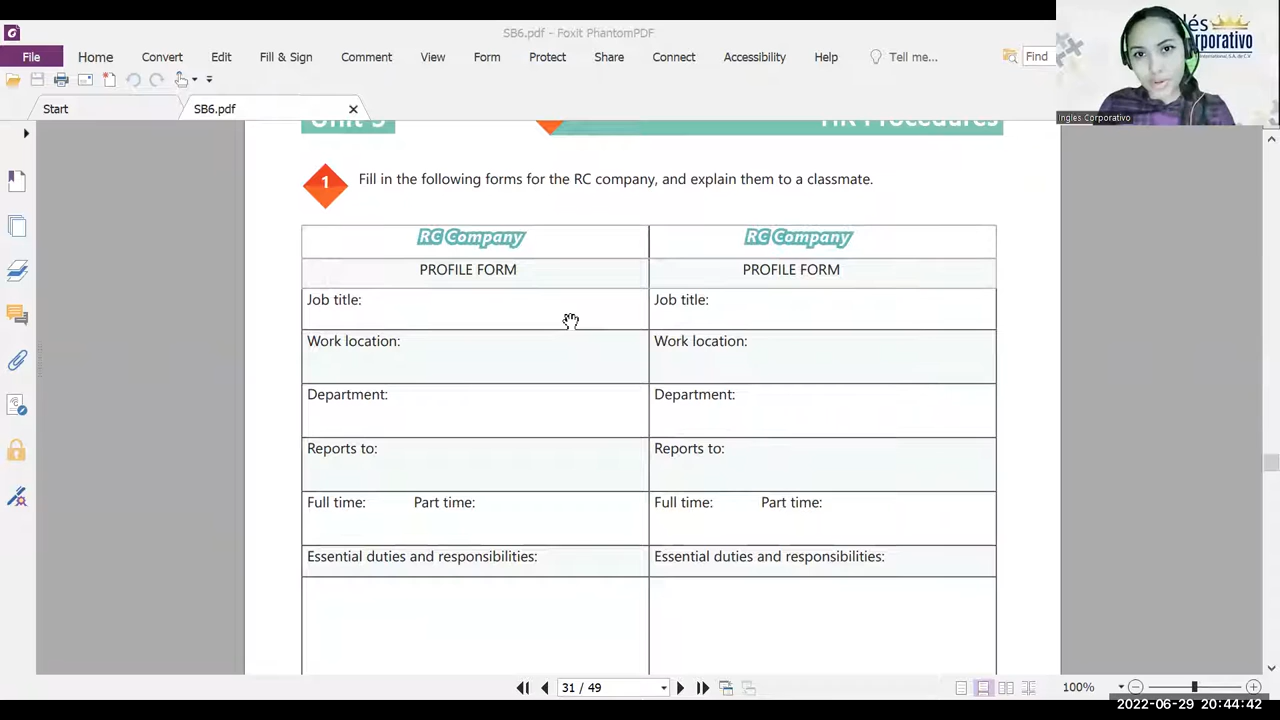 SB6.pdf - Foxit PhantomPDF
File Home Convert Edit Fill & Sign Comment View Form Protect Share Connect Accessibility Help Tell me... Find
Start SB6.pdf
és
orporativo
Ingles Corporativo
Unit 5 HR Procedures
1 Fill in the following forms for the RC company, and explain them to a classmate.
RC Company RC Company
PROFILE FORM PROFILE FORM
Job title: Job title:
Work location: Work location:
Department: Department:
Reports to: Reports to:
Full time: Part time: Full time: Part time:
Essential duties and responsibilities: Essential duties and responsibilities:
31 / 49 100%
2022-06-29 20:44:42